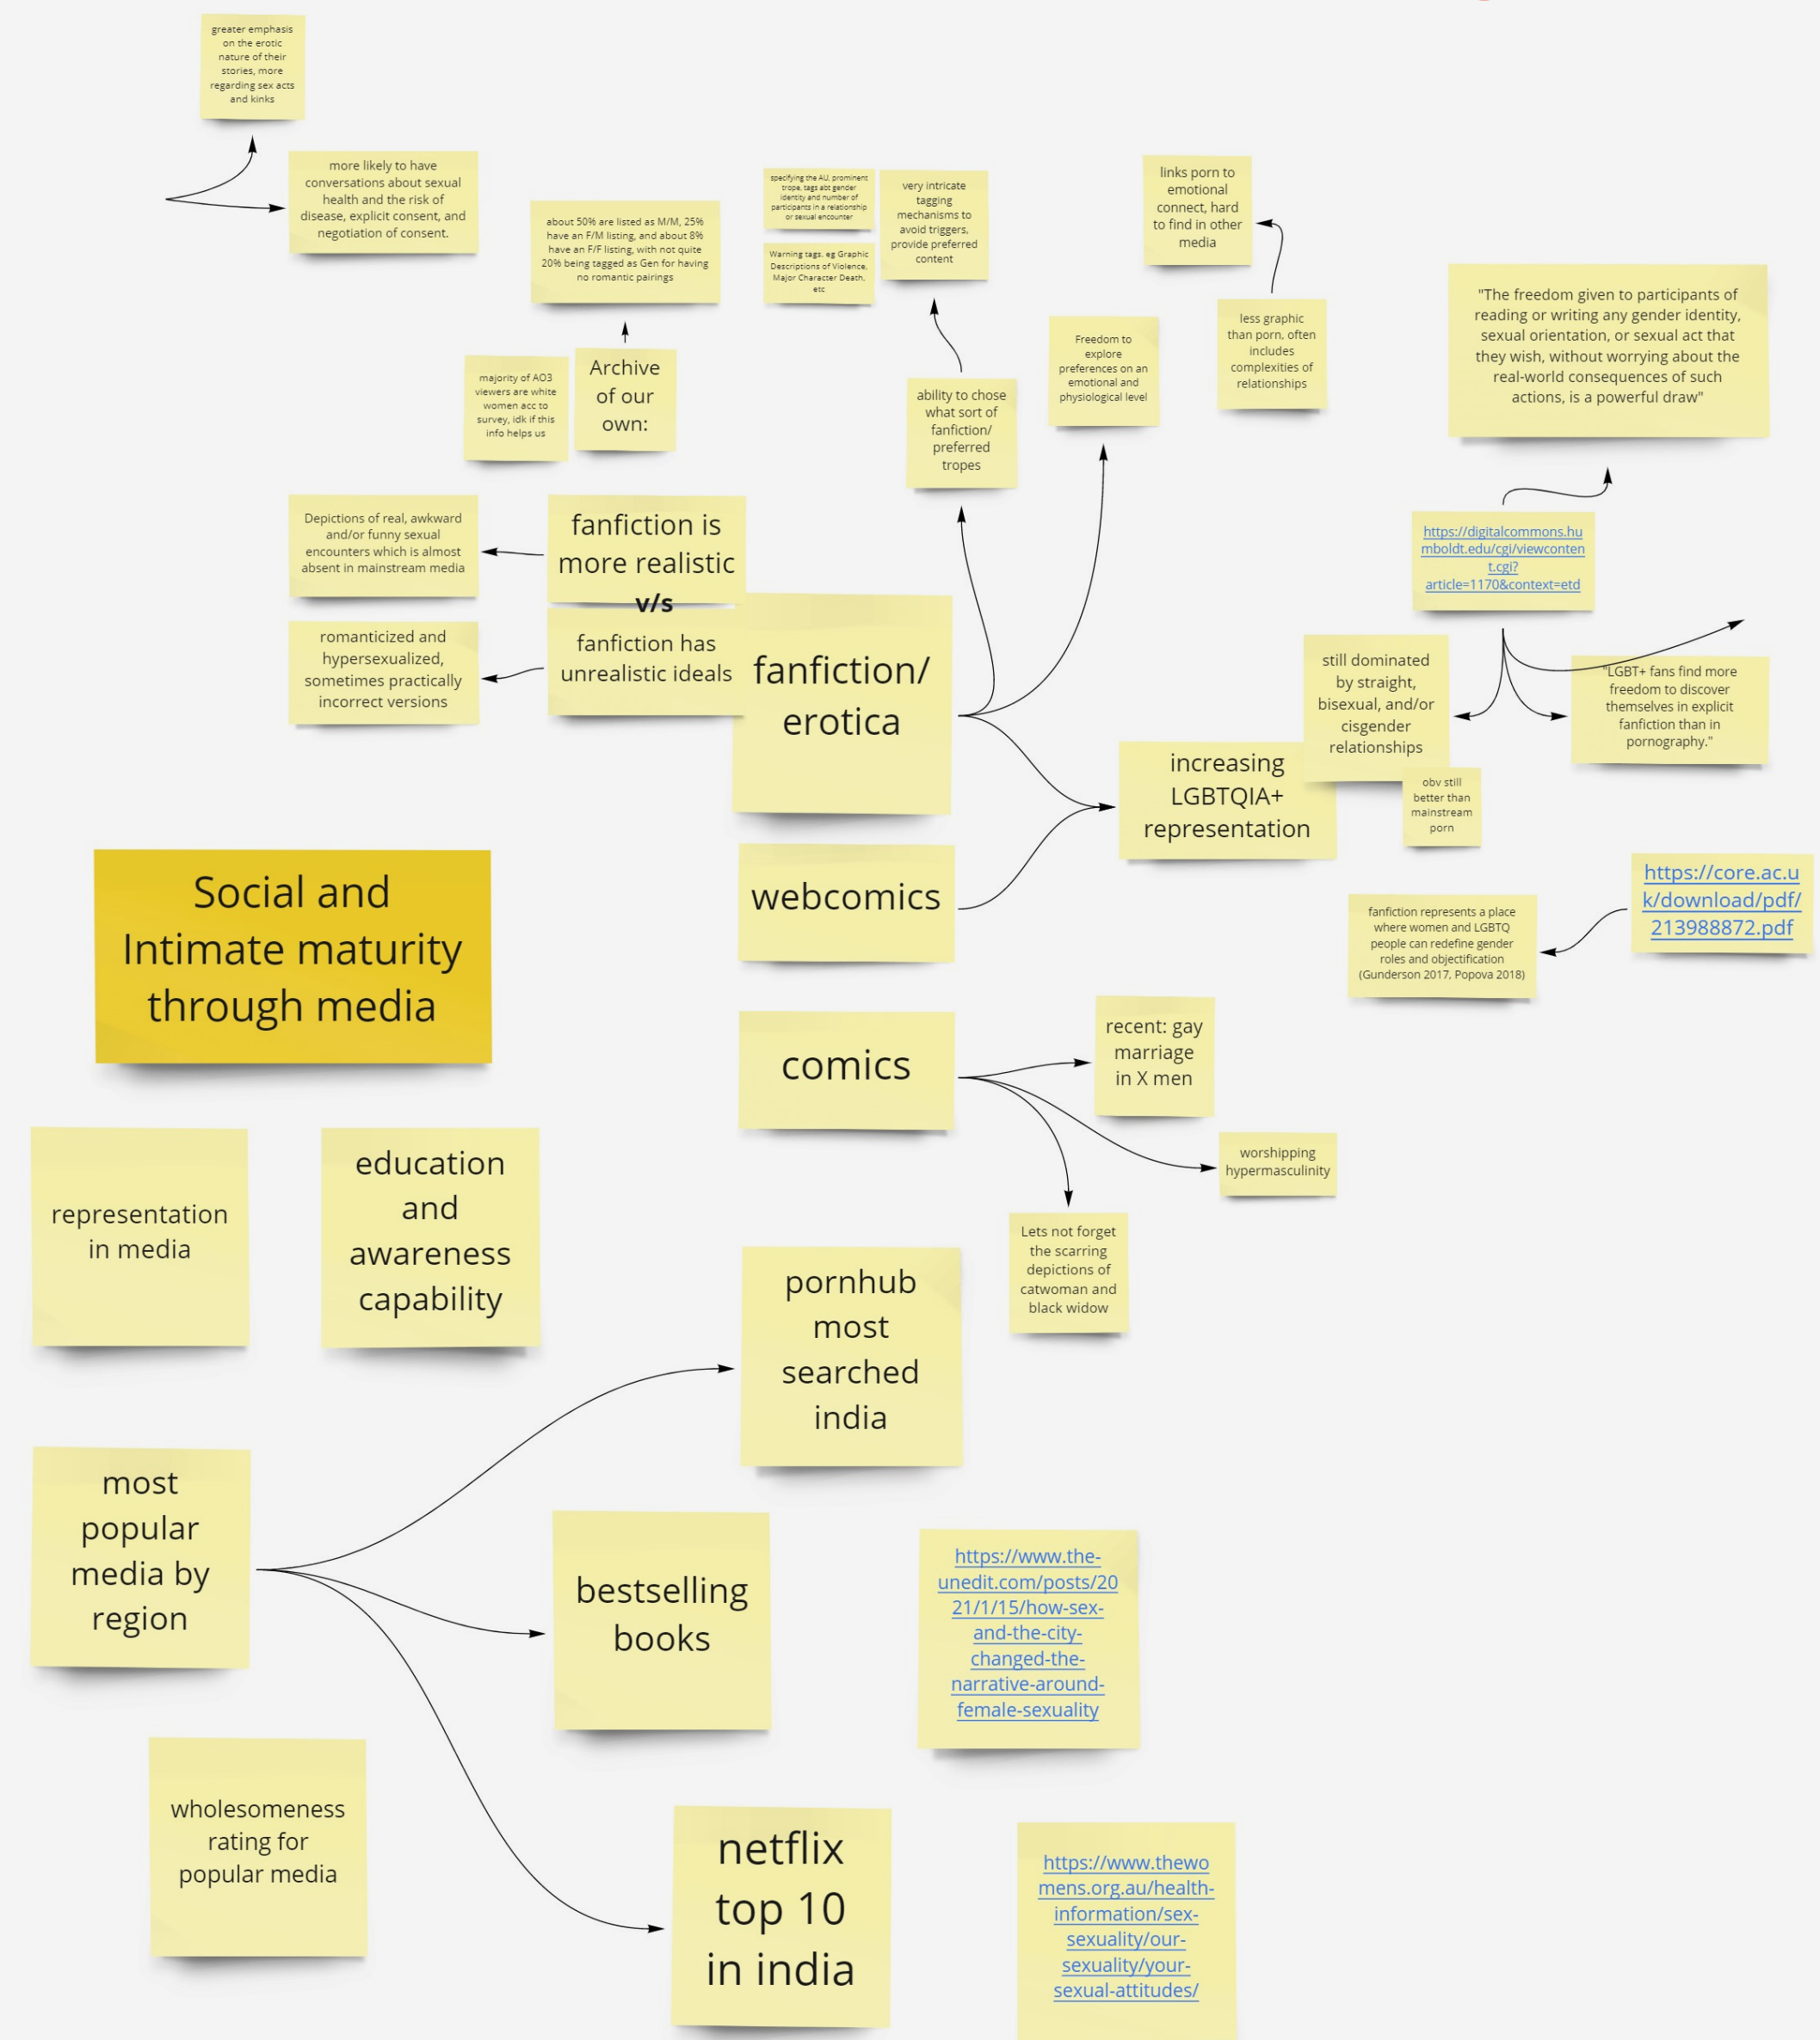 greater emphasis
on the erotic
nature of their
stories, more
regarding sex acts
and kinks
more likely to have
conversations about sexual
health and the risk of
disease, explicit consent, and
negotiation of consent.
about 50% are listed as M/M, 25%
have an F/M listing, and about 8%
have an F/F listing, with not quite
20% being tagged as Gen for having
no romantic pairings
specifying the AU, prominent
trope, tags abt gender
identity and number of
participants in a relationship
or sexual encounter
very intricate
tagging
mechanisms to
avoid triggers,
provide preferred
content
Warning tags. eg Graphic
Descriptions of Violence,
Major Character Death,
etc
links porn to
emotional
connect, hard
to find in other
media
less graphic
than porn, often
includes
complexities of
relationships
"The freedom given to participants of
reading or writing any gender identity,
sexual orientation, or sexual act that
they wish, without worrying about the
real-world consequences of such
actions, is a powerful draw"
majority of AO3
viewers are white
women acc to
survey, idk if this
info helps us
Archive
of our
own:
ability to chose
what sort of
fanfiction/
preferred
tropes
Freedom to
explore
preferences on an
emotional and
physiological level
Depictions of real, awkward
and/or funny sexual
encounters which is almost
absent in mainstream media
fanfiction is
more realistic
v/s
fanfiction has
unrealistic ideals
romanticized and
hypersexualized,
sometimes practically
incorrect versions
fanfiction/
erotica
https://digitalcommons.hu
mboldt.edu/cgi/viewconten
t.cgi?
article=1170&context=etd
still dominated
by straight,
bisexual, and/or
cisgender
relationships
"LGBT+ fans find more
freedom to discover
themselves in explicit
fanfiction than in
pornography."
increasing
LGBTQIA+
representation
obv still
better than
mainstream
porn
Social and
Intimate maturity
through media
webcomics
fanfiction represents a place
where women and LGBTQ
people can redefine gender
roles and objectification
(Gunderson 2017, Popova 2018)
https://core.ac.u
k/download/pdf/
213988872.pdf
comics
recent: gay
marriage
in X men
worshipping
hypermasculinity
Lets not forget
the scarring
depictions of
catwoman and
black widow
representation
in media
education
and
awareness
capability
pornhub
most
searched
india
most
popular
media by
region
bestselling
books
https://www.the-
unedit.com/posts/20
21/1/15/how-sex-
and-the-city-
changed-the-
narrative-around-
female-sexuality
wholesomeness
rating for
popular media
netflix
top 10
in india
https://www.thewo
mens.org.au/health-
information/sex-
sexuality/our-
sexuality/your-
sexual-attitudes/